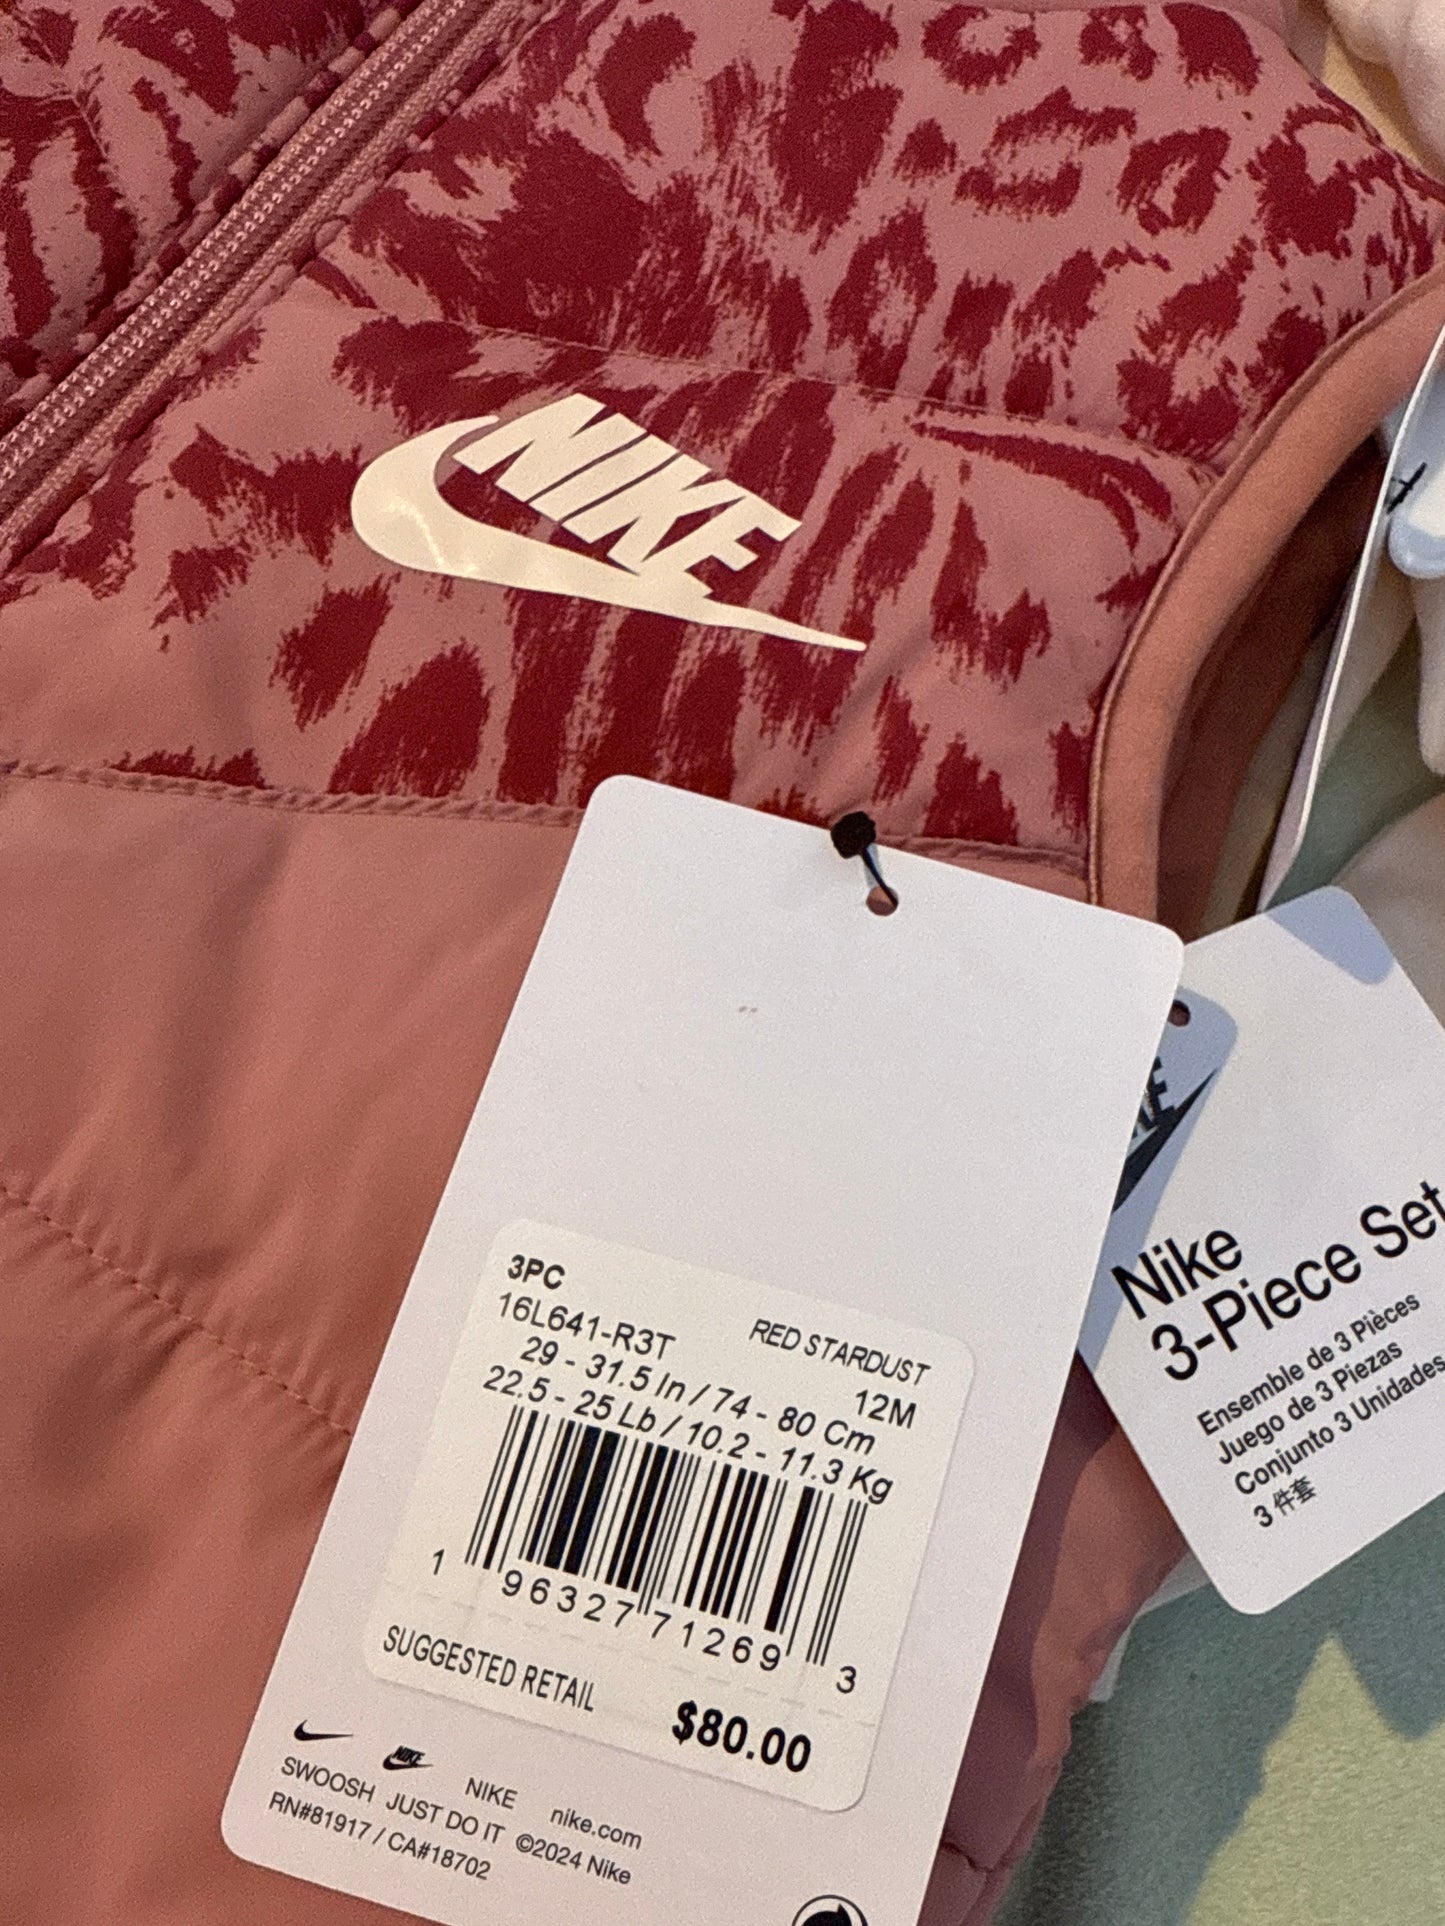 NIKE
3PC
16L641-R3T RED STARDUST
12M
29 - 31.5 In / 74 - 80 Cm
22.5 - 25 Lb / 10.2 - 11.3 Kg
1 96327 71269 3
SUGGESTED RETAIL
$80.00
NIKE
NIKE nike.com
SWOOSH JUST DO IT ©2024 Nike
RN#81917 / CA#18702
Nike
3-Piece Set
Ensemble de 3 Pièces
Juego de 3 Piezas
Conjunto 3 Unidades
3 件套